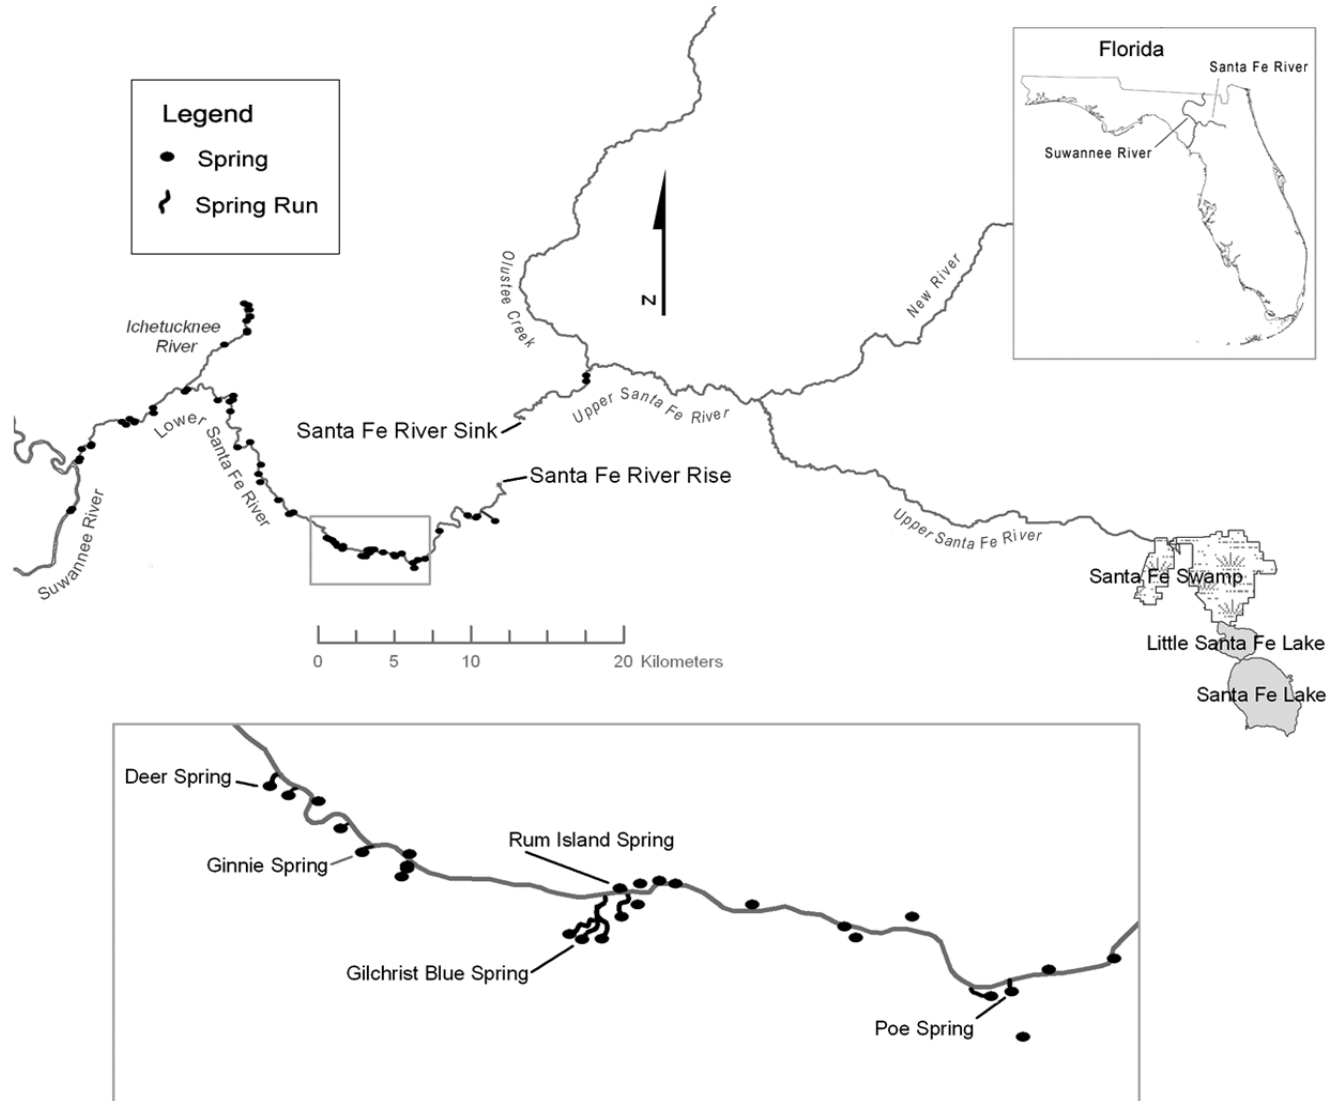 Florida
Santa Fe River
Suwannee River
Legend
Spring
Spring Run
Olustee Creek
N
New River
Ichetucknee
River
Lower Santa Fe River
Upper Santa Fe River
Santa Fe River Sink
Santa Fe River Rise
Suwannee River
Upper Santa Fe River
Santa Fe Swamp
Little Santa Fe Lake
Santa Fe Lake
0 5 10 20 Kilometers
Deer Spring
Rum Island Spring
Ginnie Spring
Gilchrist Blue Spring
Poe Spring